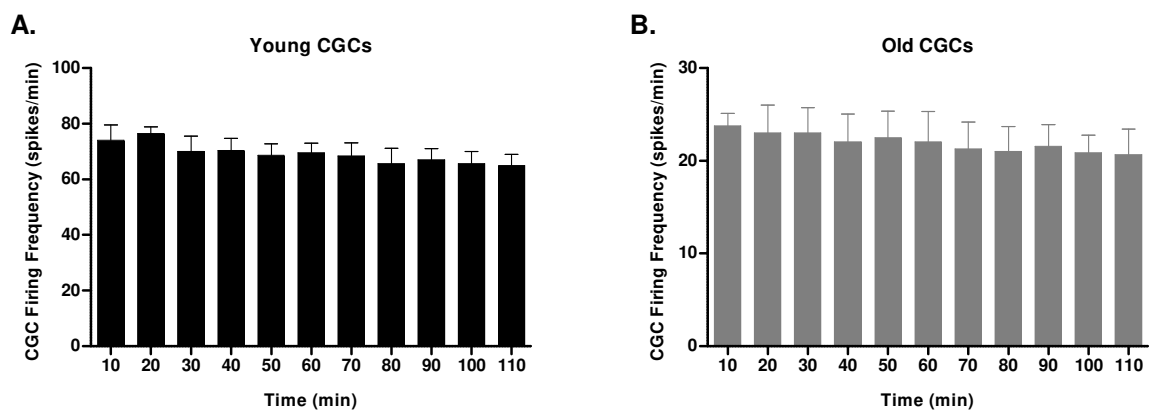 A.
Young CGCs
CGC Firing Frequency (spikes/min)
100
80
60
40
20
0
10 20 30 40 50 60 70 80 90 100 110
Time (min)
B.
Old CGCs
CGC Firing Frequency (spikes/min)
30
20
10
0
10 20 30 40 50 60 70 80 90 100 110
Time (min)